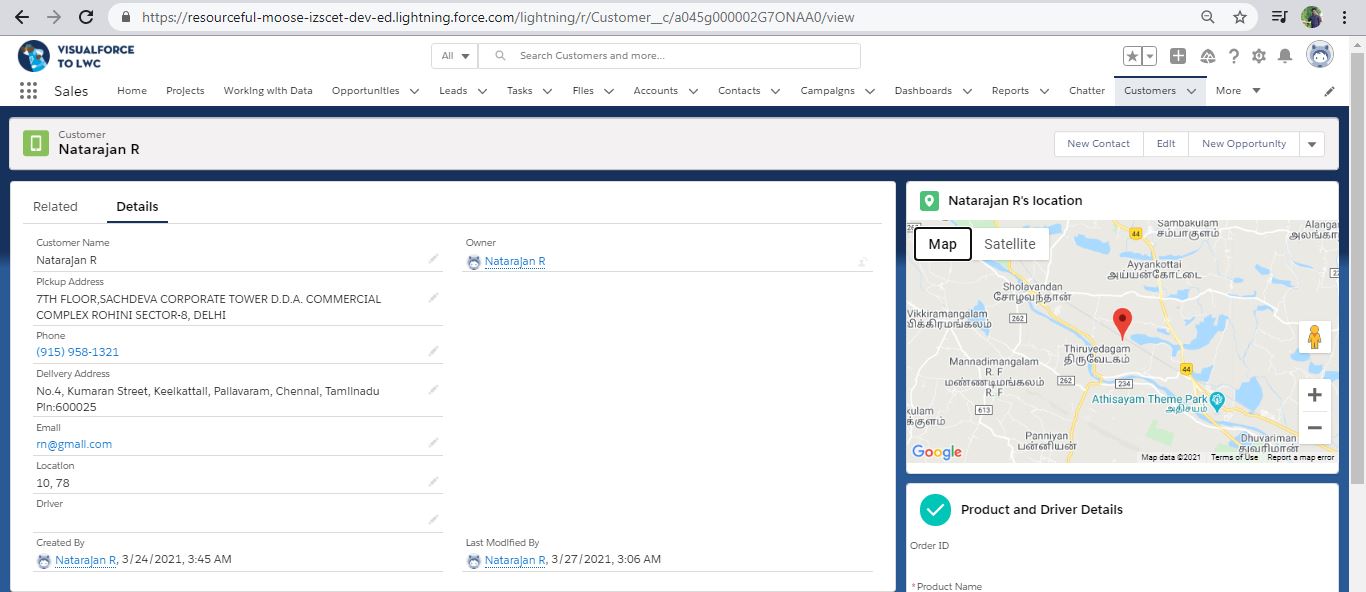 https://resourceful-moose-izscet-dev-ed.lightning.force.com/lightning/r/Customer__c/a045g000002G7ONAA0/view
VISUALFORCE
TO LWC
All
Search Customers and more...
Sales
Home
Projects
Working with Data
Opportunities
Leads
Tasks
Files
Accounts
Contacts
Campaigns
Dashboards
Reports
Chatter
Customers
More
Customer
Natarajan R
New Contact
Edit
New Opportunity
Related
Details
Customer Name
Natarajan R
Owner
Natarajan R
Pickup Address
7TH FLOOR,SACHDEVA CORPORATE TOWER D.D.A. COMMERCIAL
COMPLEX ROHINI SECTOR-8, DELHI
Phone
(915) 958-1321
Delivery Address
No.4, Kumaran Street, Keelkattall, Pallavaram, Chennai, Tamilnadu
Pin:600025
Email
rn@gmail.com
Location
10, 78
Driver
Created By
Natarajan R, 3/24/2021, 3:45 AM
Last Modified By
Natarajan R, 3/27/2021, 3:06 AM
Natarajan R's location
Map
Satellite
44
Sambakulam
சம்பாகுளம்
Alangar
Ayyankottai
அய்யன்கோட்டை
Sholavandan
சோழவந்தான்
Vikkiramangalam
விக்கிரமங்கலம்
262
Thiruvedagam
திருவேடகம்
Mannadimangalam
R. F
மண்ணடிமங்கலம்
R. F
262
234
44
Athisayam Theme Park
அதிசயம்
613
Panniyan
பன்னியன்
Dhuvariman
துவரிமான்
Google
Map data ©2021
Terms of Use
Report a map error
Product and Driver Details
Order ID
*Product Name